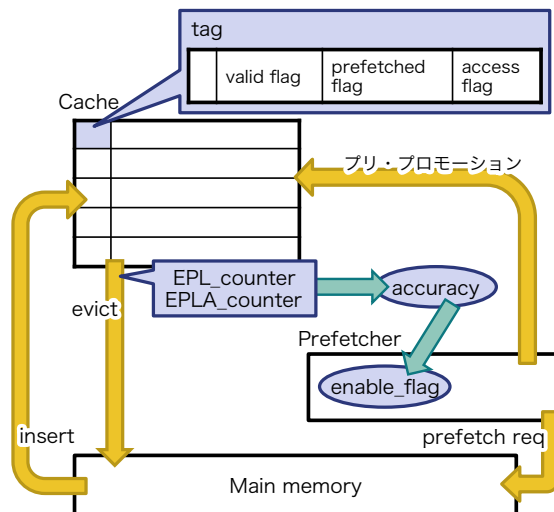 tag
valid flag
prefetched
flag
access
flag
Cache
プリ・プロモーション
EPL_counter
EPLA_counter
evict
accuracy
Prefetcher
enable_flag
insert
prefetch req
Main memory